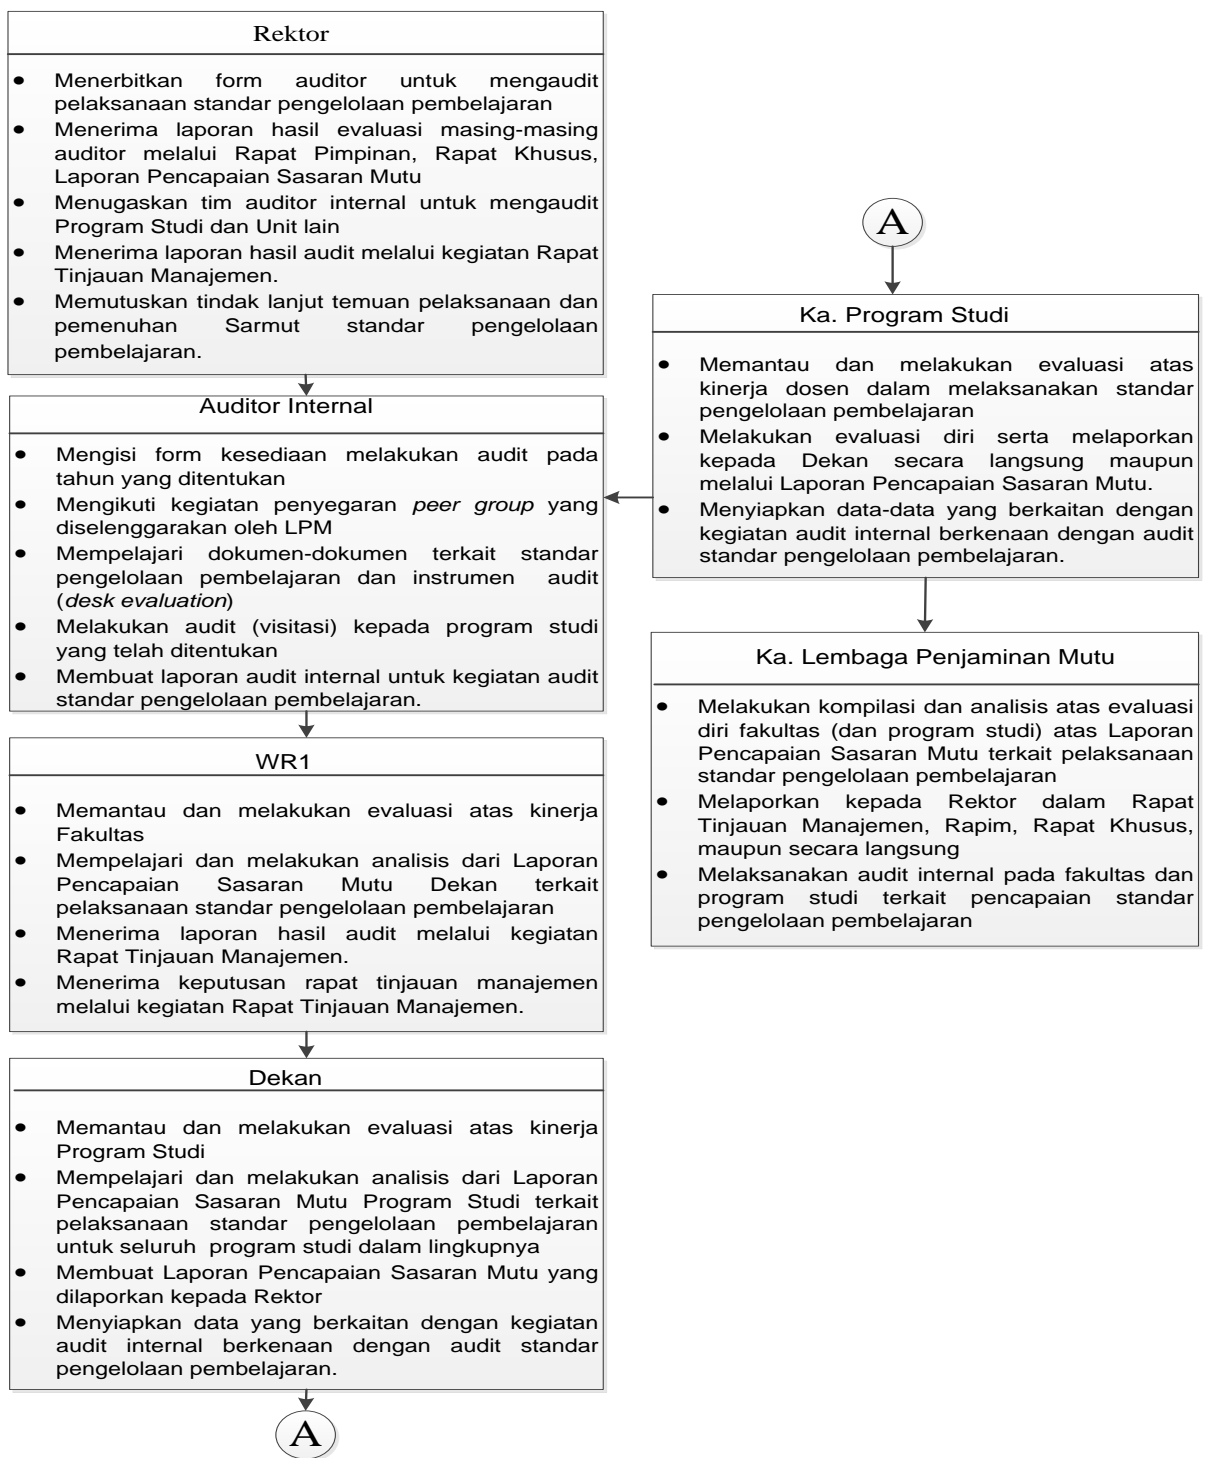 Rektor
● Menerbitkan form auditor untuk mengaudit
pelaksanaan standar pengelolaan pembelajaran
● Menerima laporan hasil evaluasi masing-masing
auditor melalui Rapat Pimpinan, Rapat Khusus,
Laporan Pencapaian Sasaran Mutu
● Menugaskan tim auditor internal untuk mengaudit
Program Studi dan Unit lain
● Menerima laporan hasil audit melalui kegiatan Rapat
Tinjauan Manajemen.
● Memutuskan tindak lanjut temuan pelaksanaan dan
pemenuhan Sarmut standar pengelolaan
pembelajaran.
Auditor Internal
● Mengisi form kesediaan melakukan audit pada
tahun yang ditentukan
● Mengikuti kegiatan penyegaran peer group yang
diselenggarakan oleh LPM
● Mempelajari dokumen-dokumen terkait standar
pengelolaan pembelajaran dan instrumen audit
(desk evaluation)
● Melakukan audit (visitasi) kepada program studi
yang telah ditentukan
● Membuat laporan audit internal untuk kegiatan audit
standar pengelolaan pembelajaran.
WR1
● Memantau dan melakukan evaluasi atas kinerja
Fakultas
● Mempelajari dan melakukan analisis dari Laporan
Pencapaian Sasaran Mutu Dekan terkait
pelaksanaan standar pengelolaan pembelajaran
● Menerima laporan hasil audit melalui kegiatan
Rapat Tinjauan Manajemen.
● Menerima keputusan rapat tinjauan manajemen
melalui kegiatan Rapat Tinjauan Manajemen.
Dekan
● Memantau dan melakukan evaluasi atas kinerja
Program Studi
● Mempelajari dan melakukan analisis dari Laporan
Pencapaian Sasaran Mutu Program Studi terkait
pelaksanaan standar pengelolaan pembelajaran
untuk seluruh program studi dalam lingkupnya
● Membuat Laporan Pencapaian Sasaran Mutu yang
dilaporkan kepada Rektor
● Menyiapkan data yang berkaitan dengan kegiatan
audit internal berkenaan dengan audit standar
pengelolaan pembelajaran.
A
A
Ka. Program Studi
● Memantau dan melakukan evaluasi atas
kinerja dosen dalam melaksanakan standar
pengelolaan pembelajaran
● Melakukan evaluasi diri serta melaporkan
kepada Dekan secara langsung maupun
melalui Laporan Pencapaian Sasaran Mutu.
● Menyiapkan data-data yang berkaitan dengan
kegiatan audit internal berkenaan dengan audit
standar pengelolaan pembelajaran.
Ka. Lembaga Penjaminan Mutu
● Melakukan kompilasi dan analisis atas evaluasi
diri fakultas (dan program studi) atas Laporan
Pencapaian Sasaran Mutu terkait pelaksanaan
standar pengelolaan pembelajaran
● Melaporkan kepada Rektor dalam Rapat
Tinjauan Manajemen, Rapim, Rapat Khusus,
maupun secara langsung
● Melaksanakan audit internal pada fakultas dan
program studi terkait pencapaian standar
pengelolaan pembelajaran